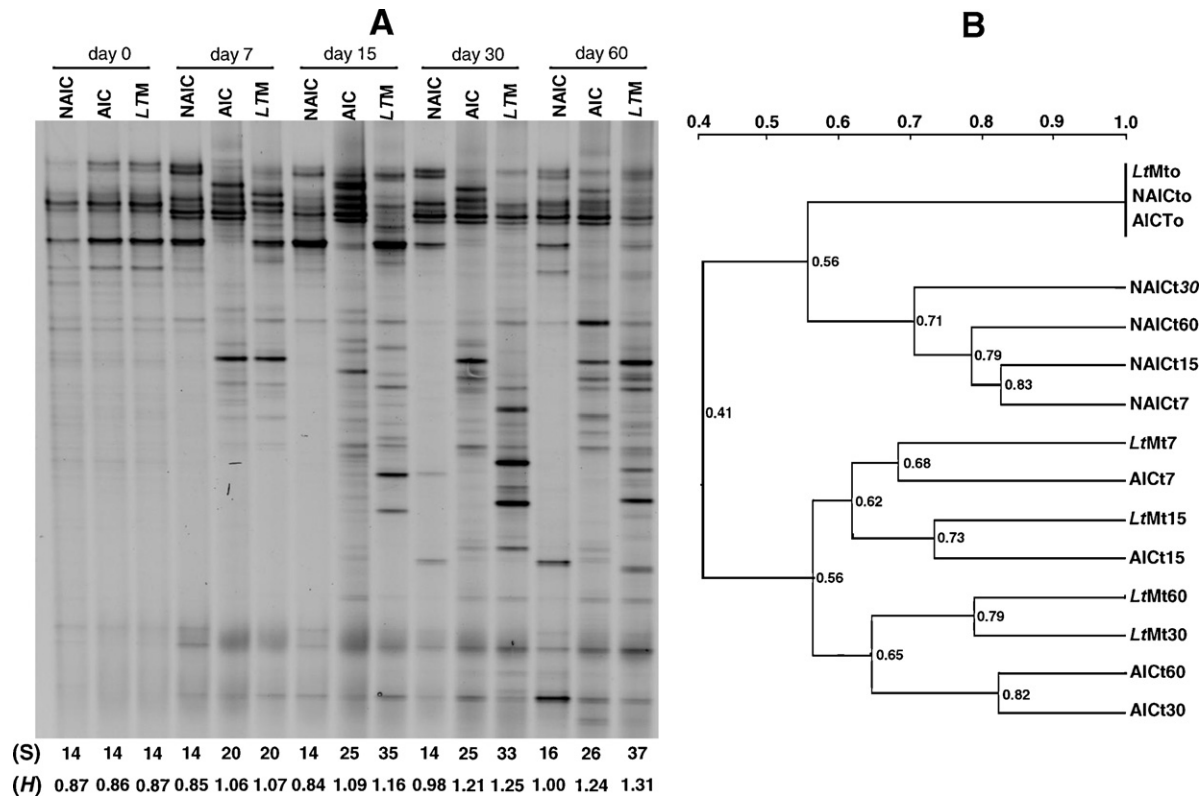 A
day 0 day 7 day 15 day 30 day 60
NAIC AIC LTM NAIC AIC LTM NAIC AIC LTM NAIC AIC LTM NAIC AIC LTM
(S) 14 14 14 14 20 20 14 25 35 14 25 33 16 26 37
(H) 0.87 0.86 0.87 0.85 1.06 1.07 0.84 1.09 1.16 0.98 1.21 1.25 1.00 1.24 1.31
B
0.4 0.5 0.6 0.7 0.8 0.9 1.0
LtMto
NAICto
AICTo
0.56
NAICt30
0.71
NAICt60
0.79
NAICt15
0.83
NAICt7
0.41
LtMt7
0.68
AICt7
0.62
LtMt15
0.73
AICt15
0.56
LtMt60
0.79
LtMt30
0.65
AICt60
0.82
AICt30